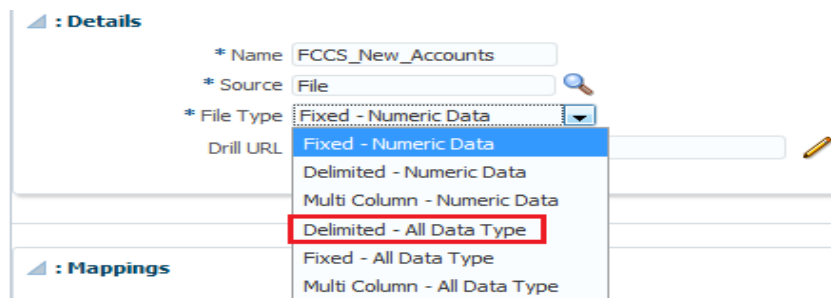 : Details
* Name FCCS_New_Accounts
* Source File
* File Type Fixed - Numeric Data
Drill URL Fixed - Numeric Data
Delimited - Numeric Data
Multi Column - Numeric Data
Delimited - All Data Type
Fixed - All Data Type
: Mappings
Multi Column - All Data Type